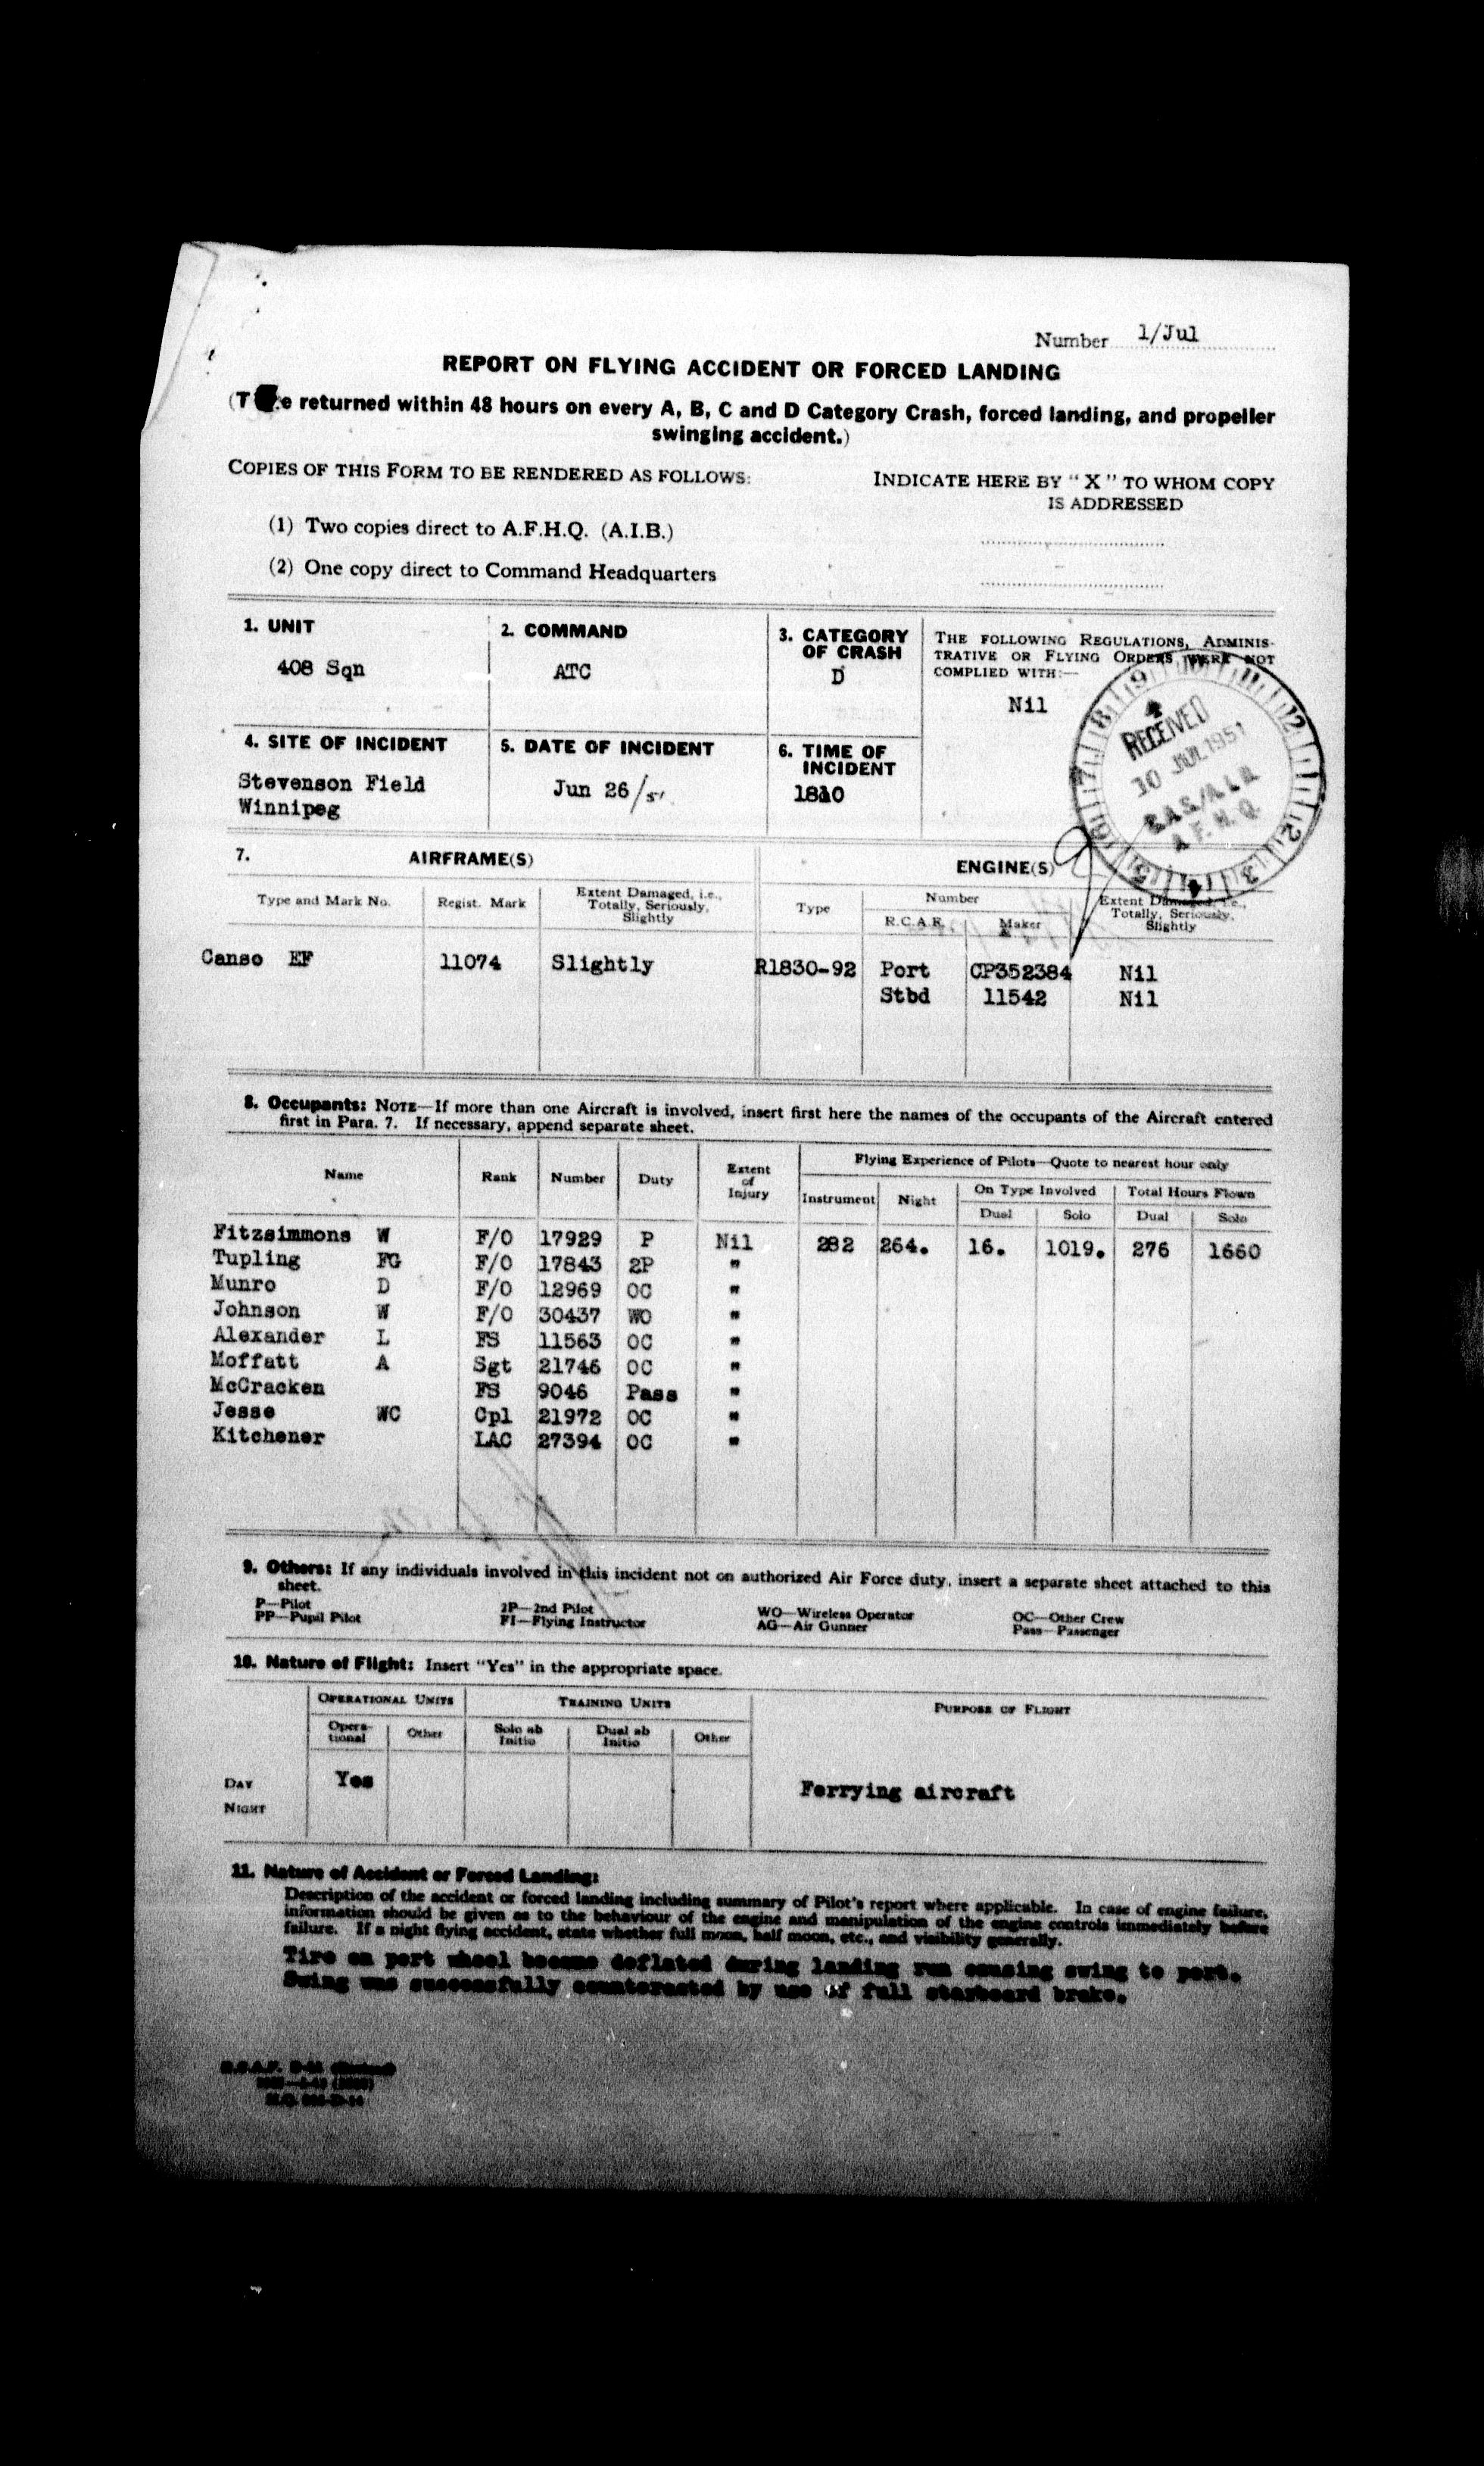 Number 1/Jul
REPORT ON FLYING ACCIDENT OR FORCED LANDING
(T e returned within 48 hours on every A, B, C and D Category Crash, forced landing, and propeller
swinging accident.)
COPIES OF THIS FORM TO BE RENDERED AS FOLLOWS:
INDICATE HERE BY "X" TO WHOM COPY
IS ADDRESSED
(1) Two copies direct to A.F.H.Q. (A.I.B.)
(2) One copy direct to Command Headquarters
1. UNIT
408 Sqn
2. COMMAND
ATC
3. CATEGORY
OF CRASH
D
THE FOLLOWING REGULATIONS, ADMINIS-
TRATIVE OR FLYING ORDERS WERE NOT
COMPLIED WITH:—
Nil
RECEIVED
10 JUL 1951
A.F.H.Q.
4. SITE OF INCIDENT
Stevenson Field
Winnipeg
5. DATE OF INCIDENT
Jun 26/51
6. TIME OF
INCIDENT
1810
7. AIRFRAME(S) ENGINE(S)
Type and Mark No. Regist. Mark Extent Damaged, i.e., Totally, Seriously, Slightly Type Number R.C.A.F. Maker Extent Damaged, i.e., Totally, Seriously, Slightly
Canso EF 11074 Slightly R1830-92 Port CP352384 Nil
Stbd 11542 Nil
8. Occupants: NOTE—If more than one Aircraft is involved, insert first here the names of the occupants of the Aircraft entered
first in Para. 7. If necessary, append separate sheet.
Name Rank Number Duty Extent of Injury Flying Experience of Pilots—Quote to nearest hour only
Instrument Night On Type Involved Total Hours Flown
Dual Solo Dual Solo
Fitzsimmons W F/O 17929 P Nil 282 264. 16. 1019. 276 1660
Tupling FG F/O 17843 2P "
Munro D F/O 12969 OC "
Johnson W F/O 30437 WO "
Alexander L FS 11563 OC "
Moffatt A Sgt 21746 OC "
McCracken FS 9046 Pass "
Jesse WC Cpl 21972 OC "
Kitchener LAC 27394 OC "
9. Others: If any individuals involved in this incident not on authorized Air Force duty, insert a separate sheet attached to this
sheet.
P—Pilot 2P—2nd Pilot WO—Wireless Operator OC—Other Crew
PP—Pupil Pilot FI—Flying Instructor AG—Air Gunner Pass—Passenger
10. Nature of Flight: Insert "Yes" in the appropriate space.
OPERATIONAL UNITS TRAINING UNITS PURPOSE OF FLIGHT
Opera-tional Other Solo ab Initio Dual ab Initio Other
DAY Yes Ferrying aircraft
NIGHT
11. Nature of Accident or Forced Landing:
Description of the accident or forced landing including summary of Pilot's report where applicable. In case of engine failure,
information should be given as to the behaviour of the engine and manipulation of the engine controls immediately before
failure. If a night flying accident, state whether full moon, half moon, etc., and visibility generally.
Tire on port wheel became deflated during landing run causing swing to port.
Swing was successfully counteracted by use of full starboard brake.